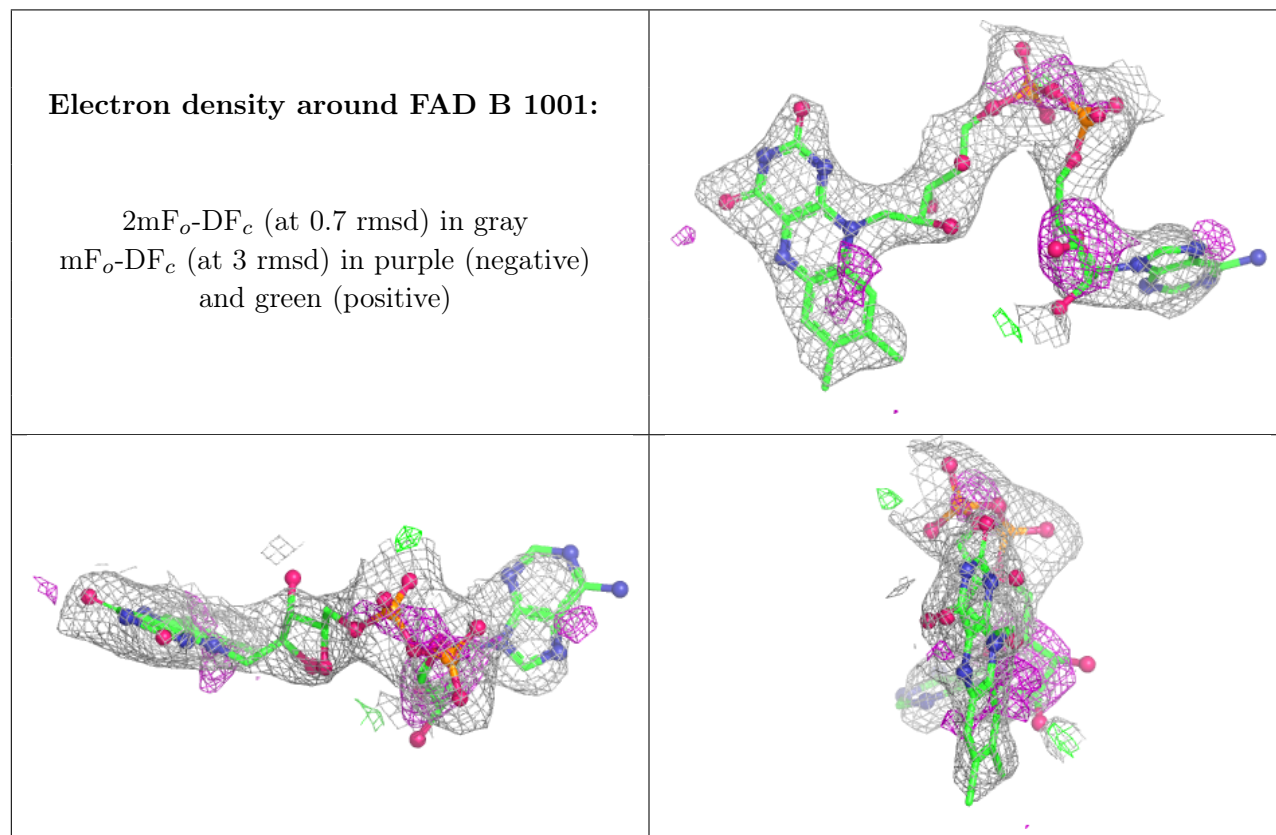 Electron density around FAD B 1001:
2mFo-DFc (at 0.7 rmsd) in gray
mFo-DFc (at 3 rmsd) in purple (negative)
and green (positive)